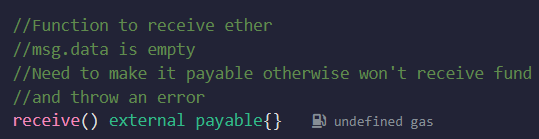 //Function to receive ether
//msg.data is empty
//Need to make it payable otherwise won't receive fund
//and throw an error
receive() external payable{} undefined gas